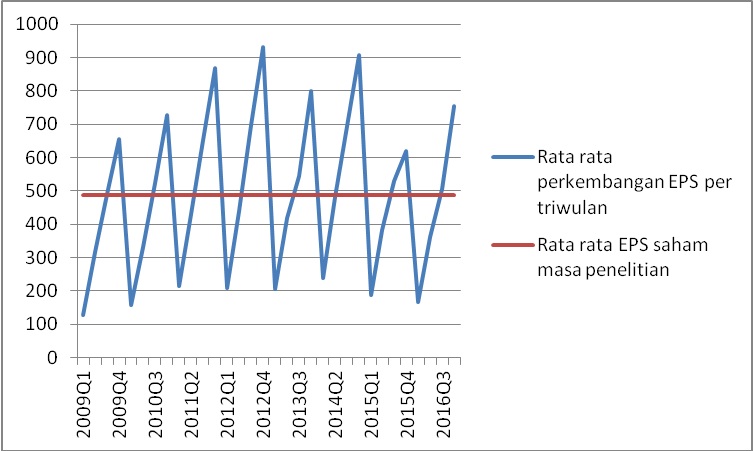 1000
900
800
700
600
500
400
300
200
100
0
2009Q1
2009Q4
2010Q3
2011Q2
2012Q1
2012Q4
2013Q3
2014Q2
2015Q1
2015Q4
2016Q3
Rata rata
perkembangan EPS per
triwulan
Rata rata EPS saham
masa penelitian